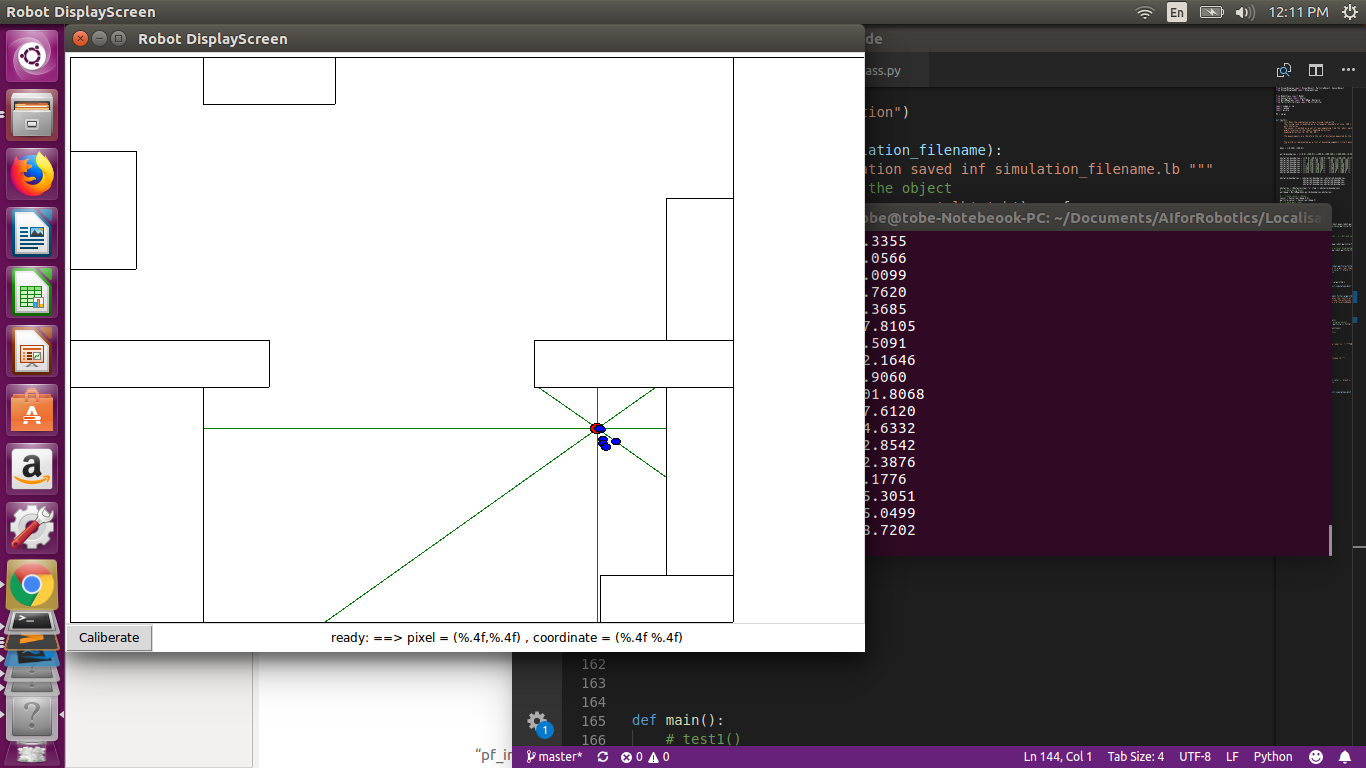 Robot DisplayScreen
En
12:11 PM
Robot DisplayScreen
de
ass.py
tion")
ation_filename):
ation saved inf simulation_filename.lb """
the object
obe@tobe-Notebeook-PC: ~/Documents/AIforRobotics/Localisa
.3355
.0566
.0099
.7620
.3685
7.8105
.5091
2.1646
.9060
01.8068
7.6120
4.6332
2.8542
2.3876
.1776
5.3051
5.0499
3.7202
Caliberate
ready: ==> pixel = (%.4f,%.4f) , coordinate = (%.4f %.4f)
162
163
164
165 def main():
166 # test1()
1
"pf_in
master*
0
0
Ln 144, Col 1
Tab Size: 4
UTF-8
LF
Python